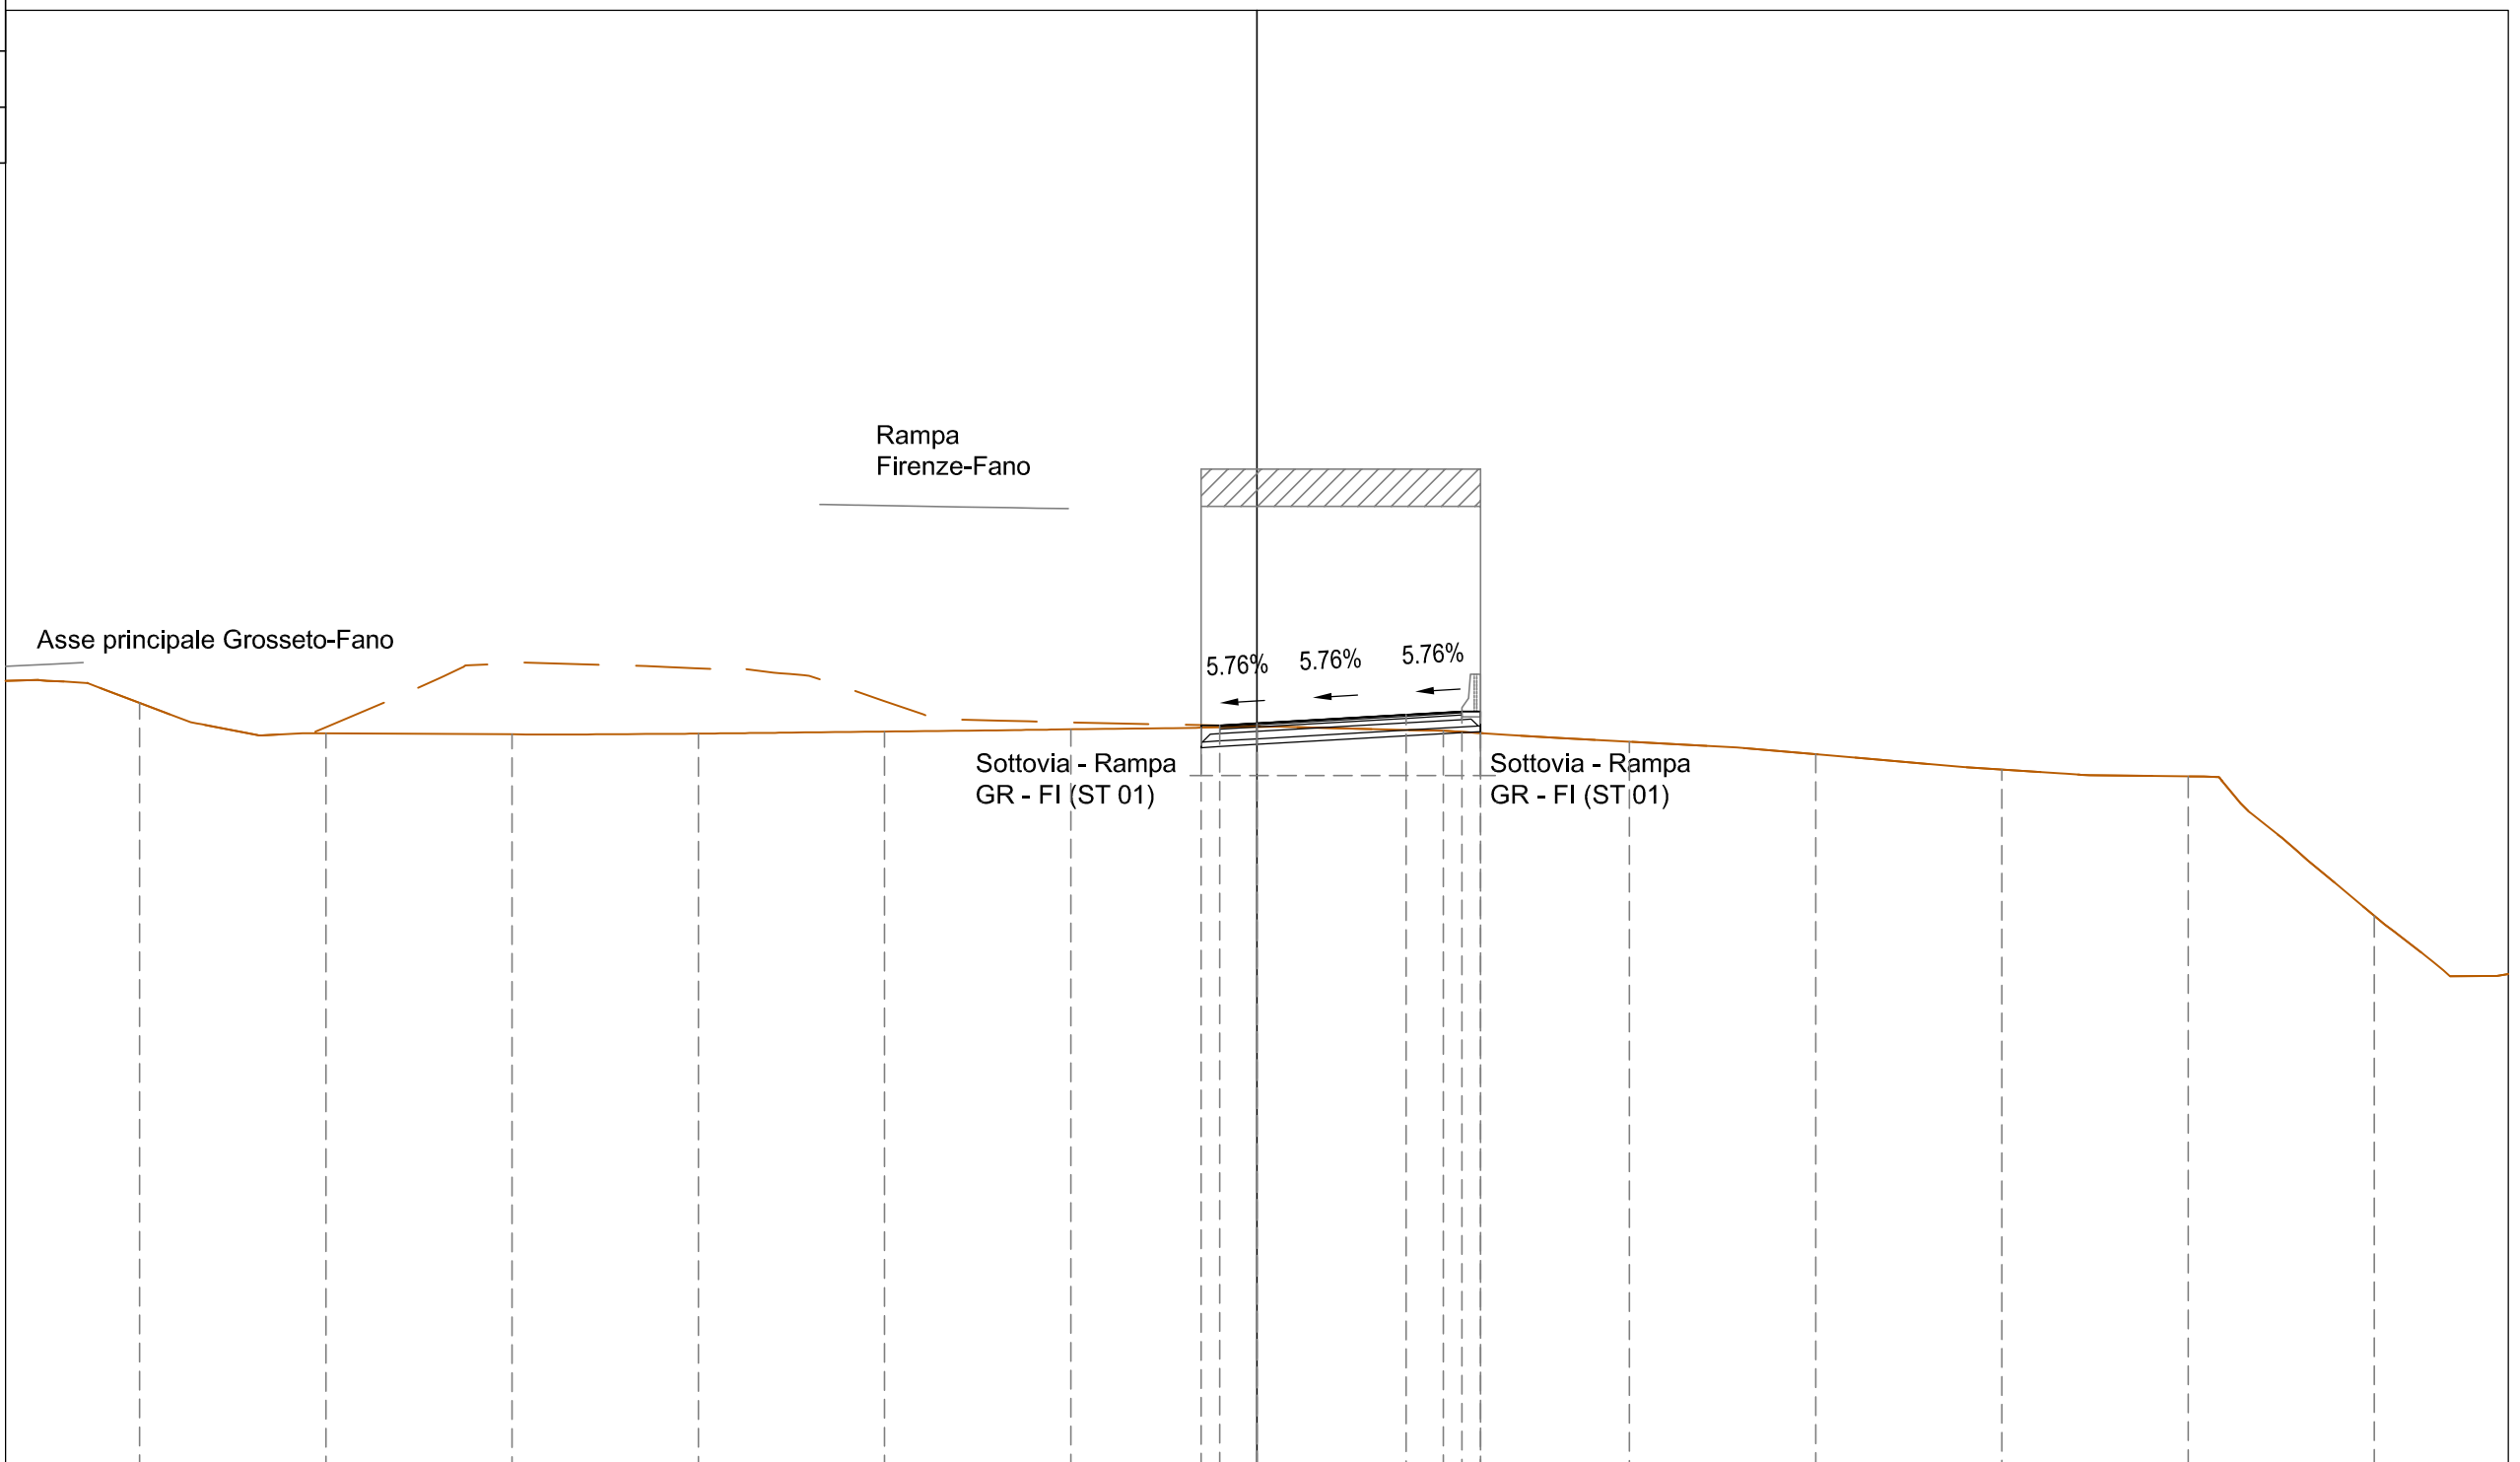 Rampa
Firenze-Fano
Asse principale Grosseto-Fano
5.76% 5.76% 5.76%
Sottovia - Rampa
GR - FI (ST 01)
Sottovia - Rampa
GR - FI (ST 01)